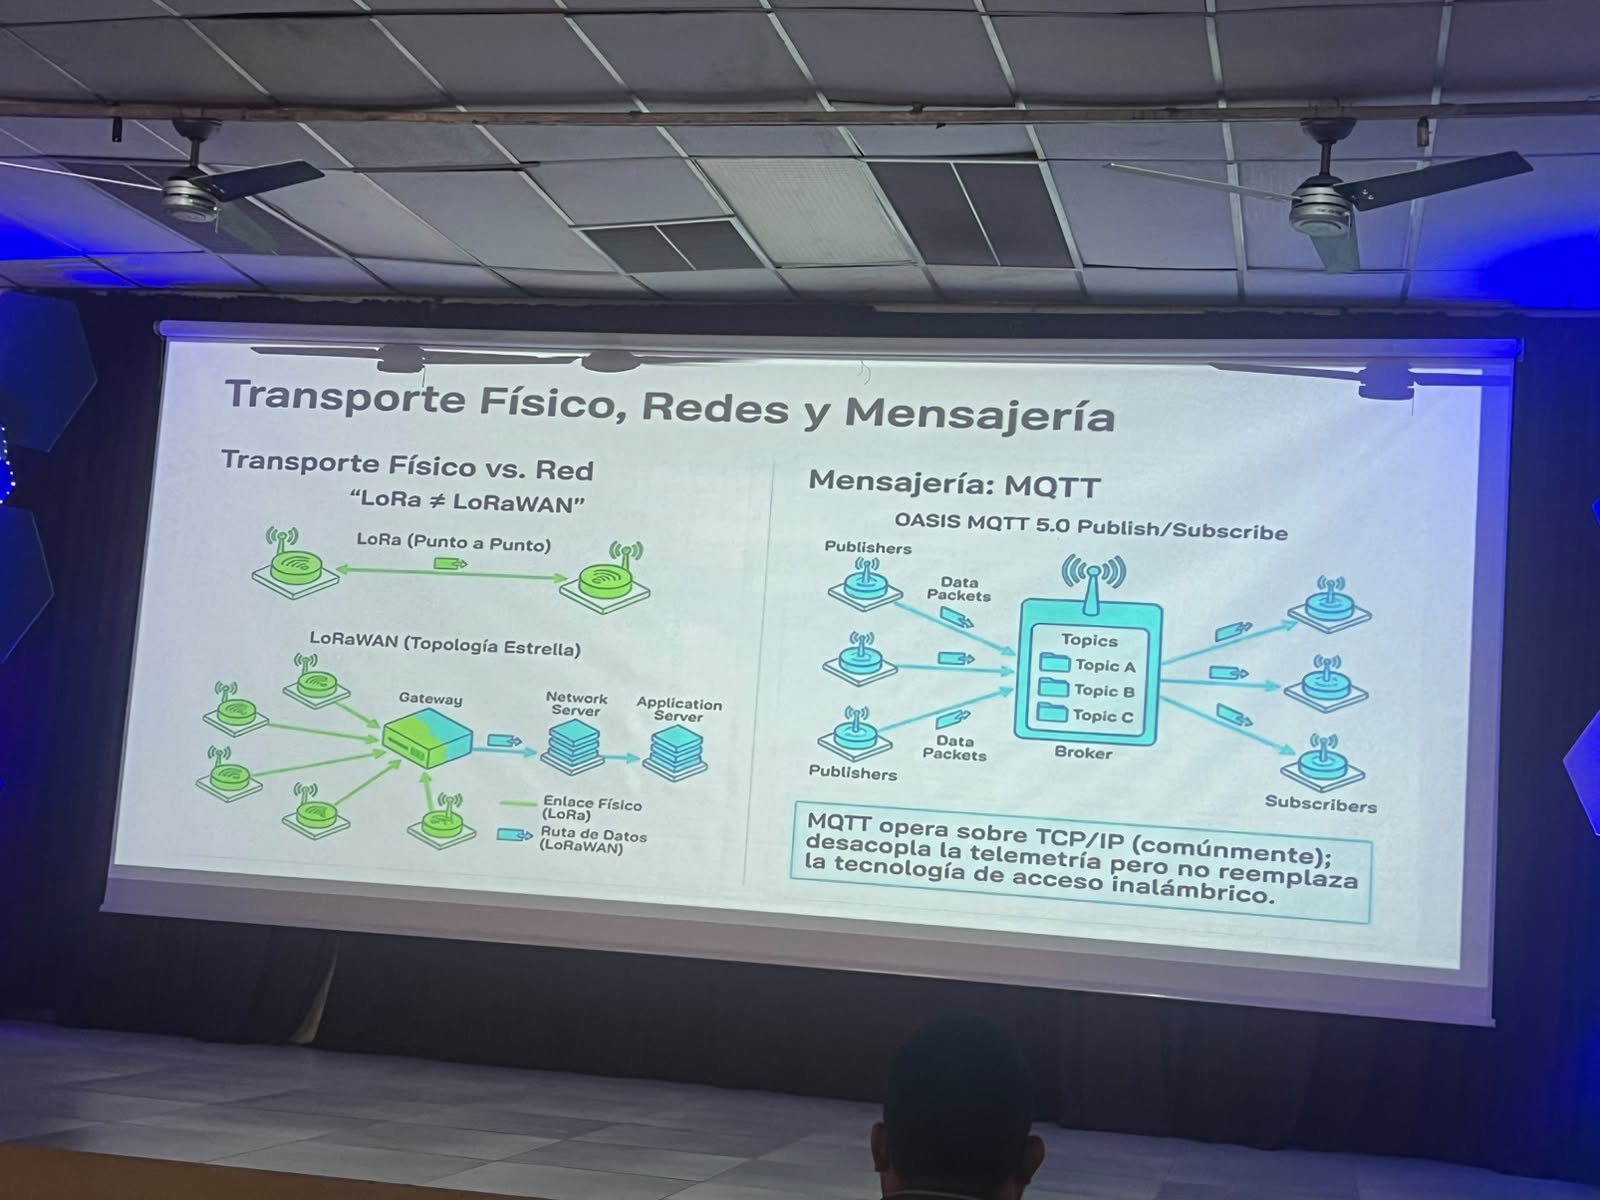 Transporte Físico, Redes y Mensajería
Transporte Físico vs. Red
“LoRa ≠ LoRaWAN”
LoRa (Punto a Punto)
LoRaWAN (Topología Estrella)
Gateway
Network
Server
Application
Server
Enlace Físico
(LoRa)
Ruta de Datos
(LoRaWAN)
Mensajería: MQTT
OASIS MQTT 5.0 Publish/Subscribe
Publishers
Data
Packets
Topics
Topic A
Topic B
Topic C
Broker
Data
Packets
Publishers
Subscribers
MQTT opera sobre TCP/IP (comúnmente);
desacopla la telemetría pero no reemplaza
la tecnología de acceso inalámbrico.